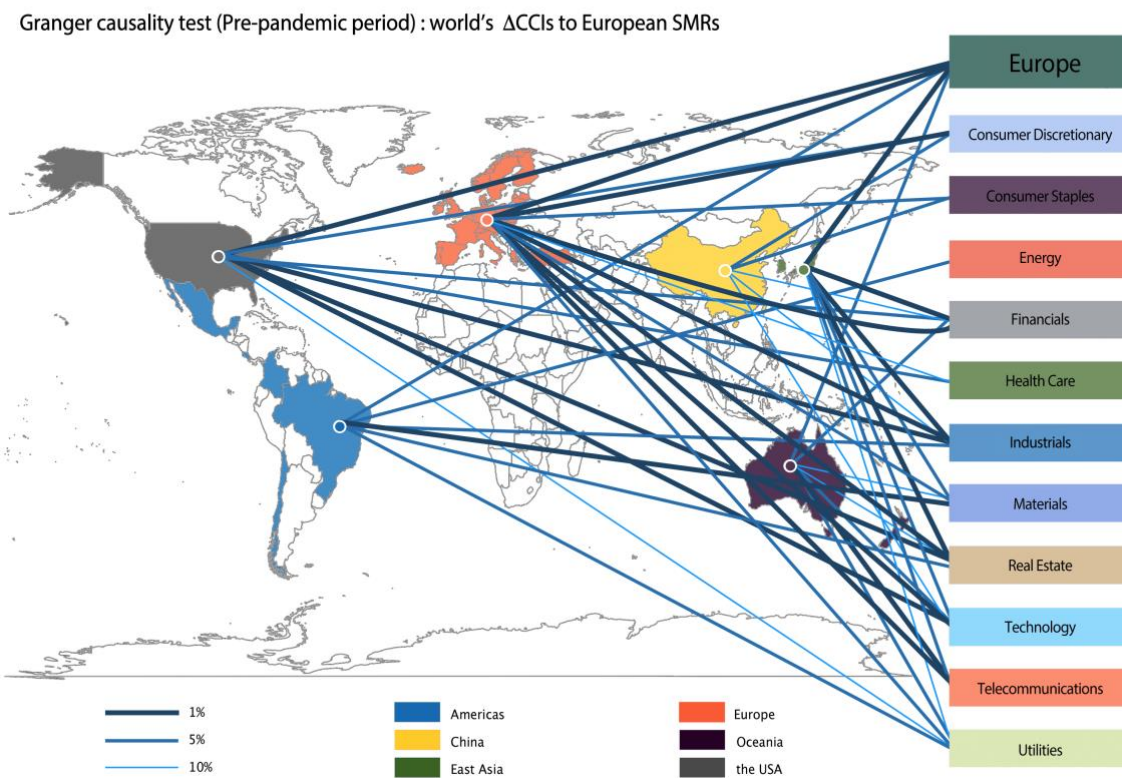 Granger causality test (Pre-pandemic period) : world's ΔCCIs to European SMRs
Europe
Consumer Discretionary
Consumer Staples
Energy
Financials
Health Care
Industrials
Materials
Real Estate
Technology
Telecommunications
Utilities
1% Americas Europe
5% China Oceania
10% East Asia the USA